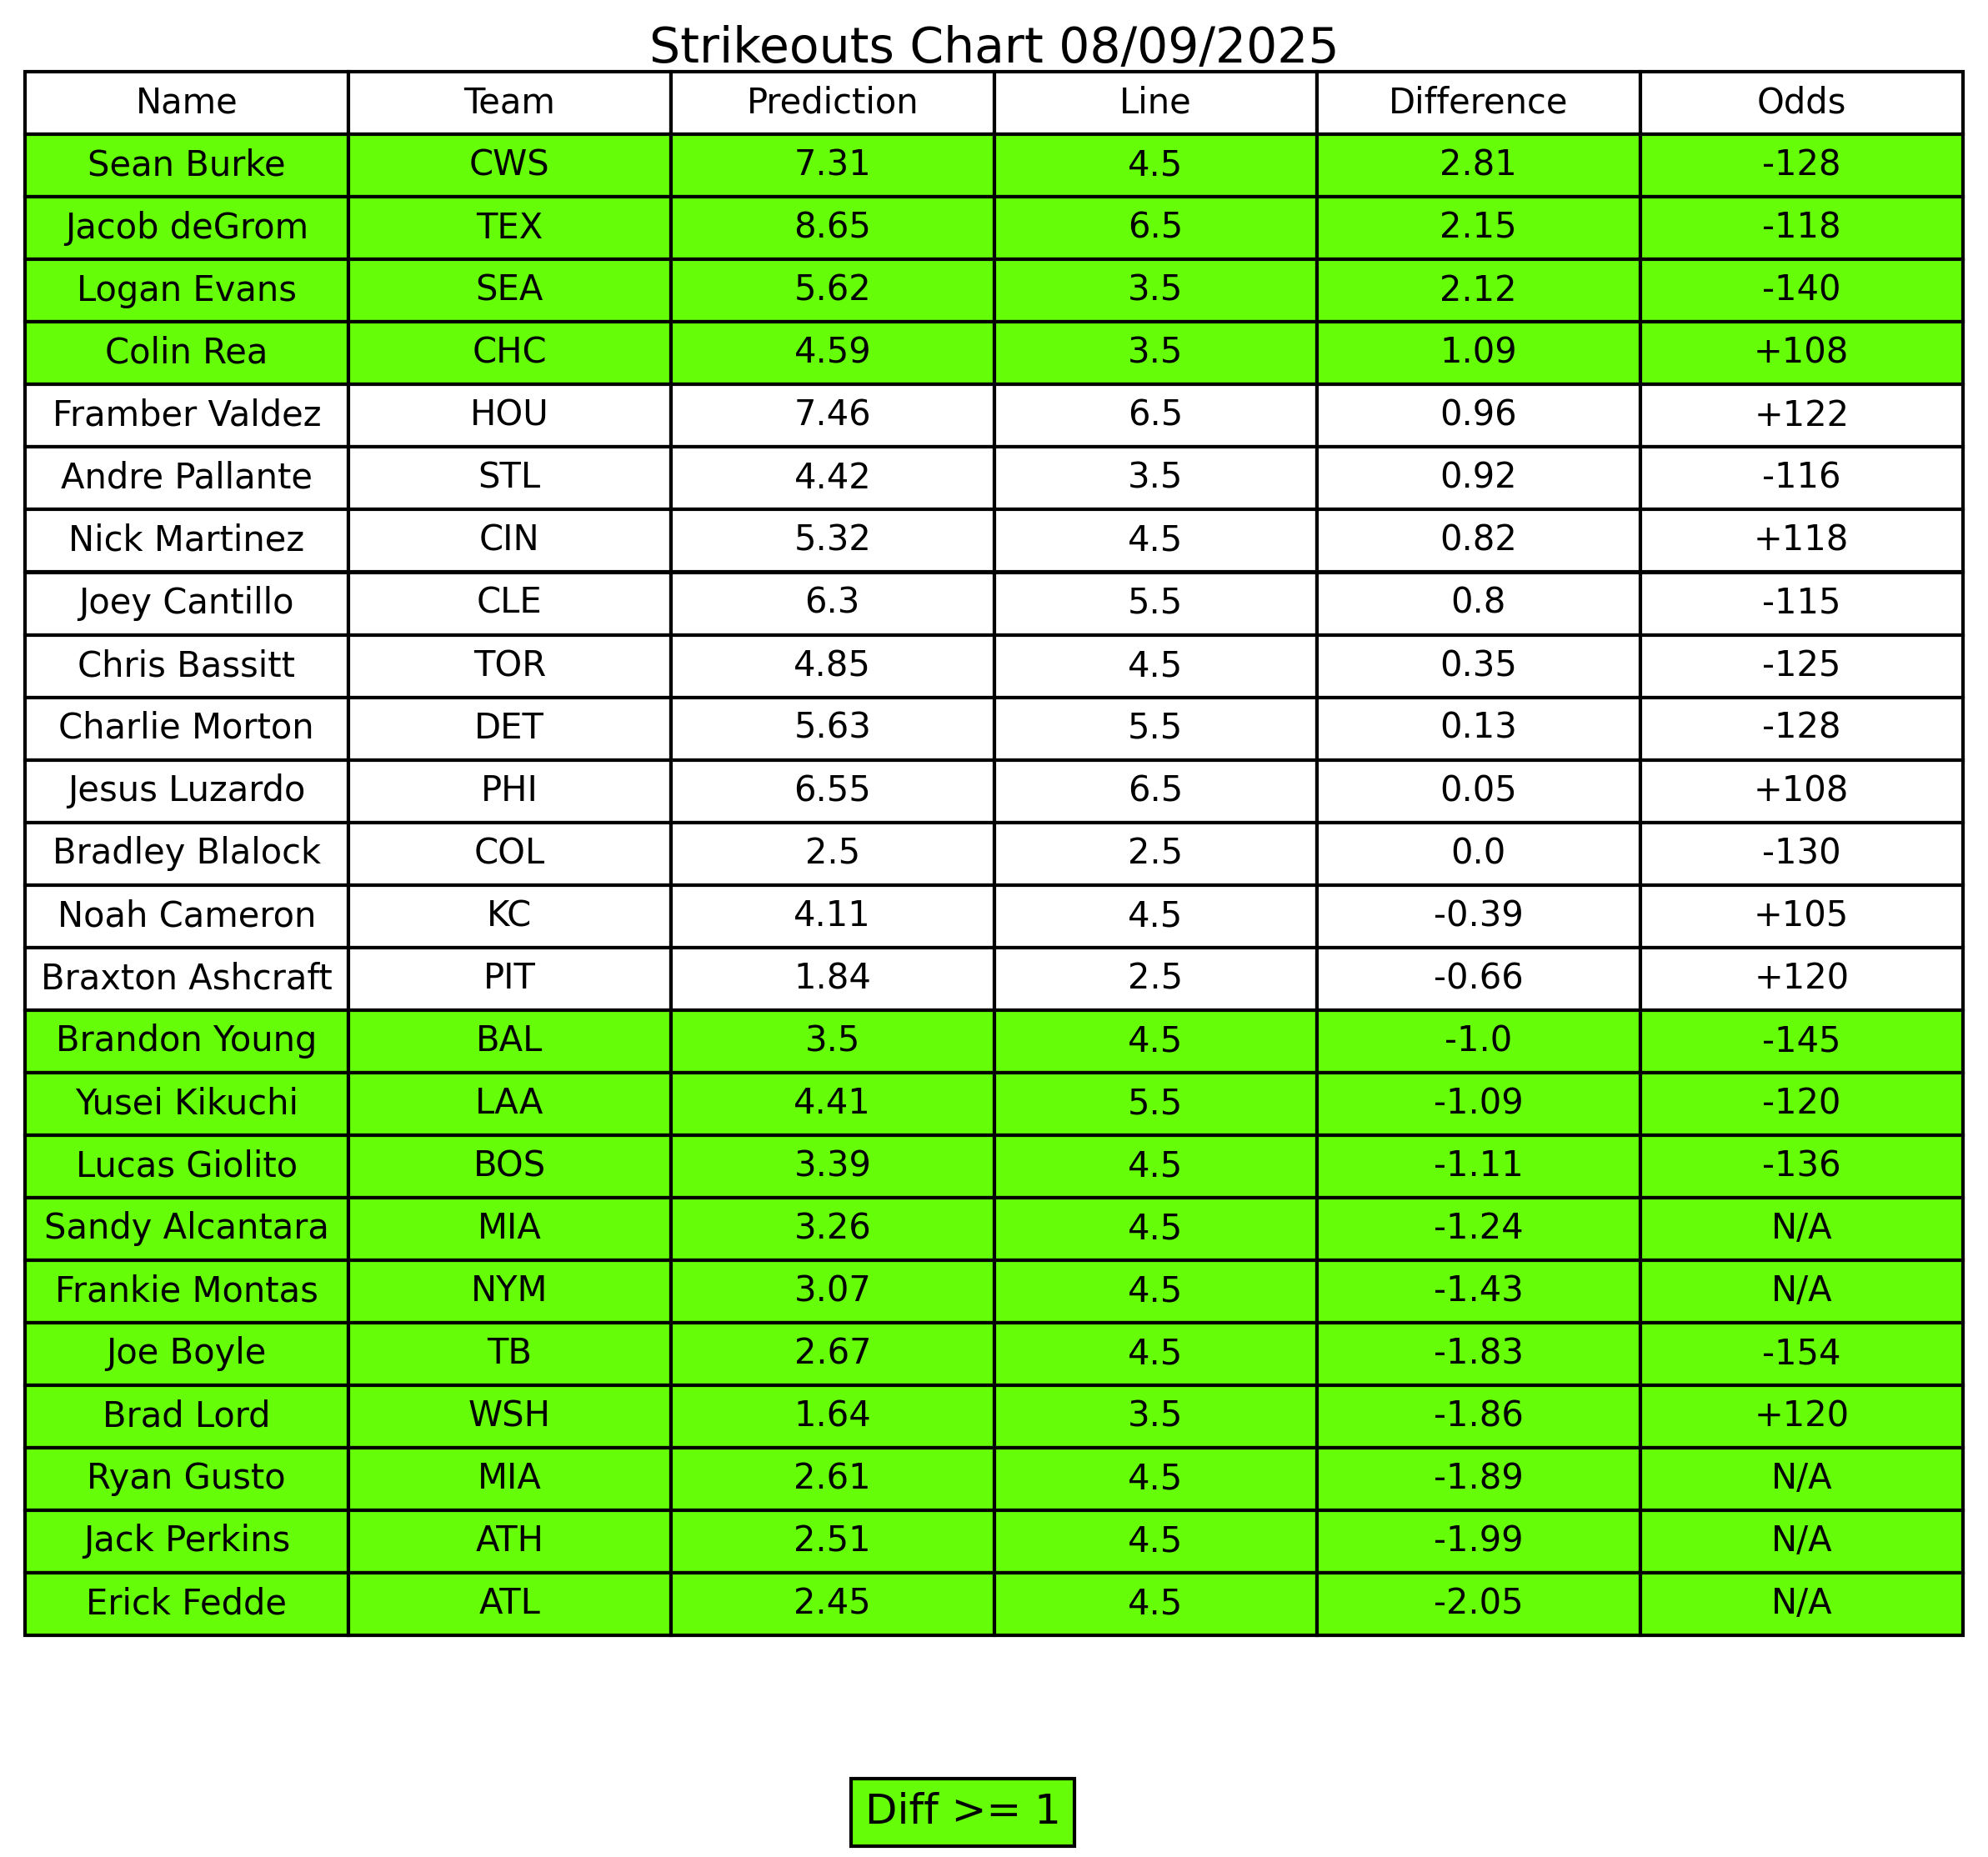 Strikeouts Chart 08/09/2025
Name Team Prediction Line Difference Odds
Sean Burke CWS 7.31 4.5 2.81 -128
Jacob deGrom TEX 8.65 6.5 2.15 -118
Logan Evans SEA 5.62 3.5 2.12 -140
Colin Rea CHC 4.59 3.5 1.09 +108
Framber Valdez HOU 7.46 6.5 0.96 +122
Andre Pallante STL 4.42 3.5 0.92 -116
Nick Martinez CIN 5.32 4.5 0.82 +118
Joey Cantillo CLE 6.3 5.5 0.8 -115
Chris Bassitt TOR 4.85 4.5 0.35 -125
Charlie Morton DET 5.63 5.5 0.13 -128
Jesus Luzardo PHI 6.55 6.5 0.05 +108
Bradley Blalock COL 2.5 2.5 0.0 -130
Noah Cameron KC 4.11 4.5 -0.39 +105
Braxton Ashcraft PIT 1.84 2.5 -0.66 +120
Brandon Young BAL 3.5 4.5 -1.0 -145
Yusei Kikuchi LAA 4.41 5.5 -1.09 -120
Lucas Giolito BOS 3.39 4.5 -1.11 -136
Sandy Alcantara MIA 3.26 4.5 -1.24 N/A
Frankie Montas NYM 3.07 4.5 -1.43 N/A
Joe Boyle TB 2.67 4.5 -1.83 -154
Brad Lord WSH 1.64 3.5 -1.86 +120
Ryan Gusto MIA 2.61 4.5 -1.89 N/A
Jack Perkins ATH 2.51 4.5 -1.99 N/A
Erick Fedde ATL 2.45 4.5 -2.05 N/A
Diff >= 1